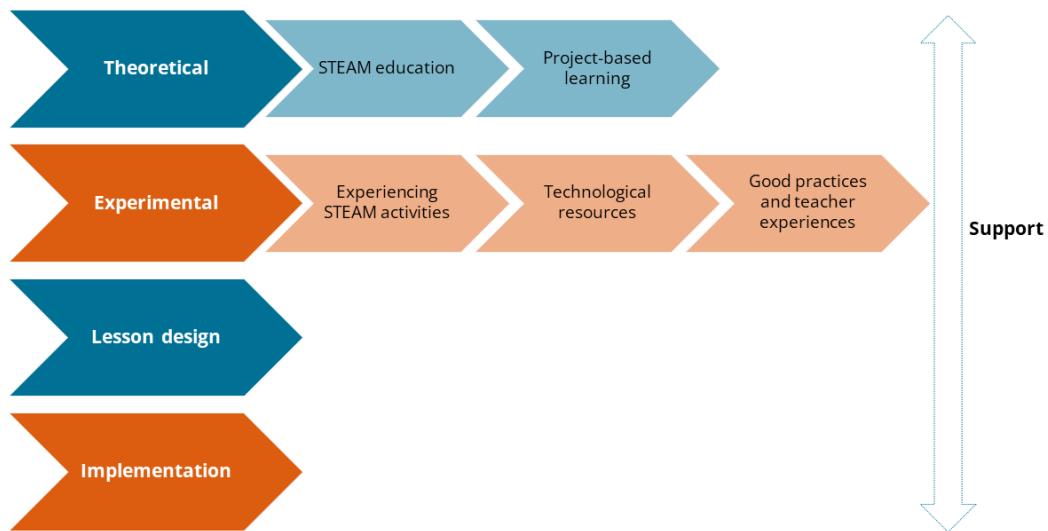 Theoretical
STEAM education
Project-based
learning
Experimental
Experiencing
STEAM activities
Technological
resources
Good practices
and teacher
experiences
Support
Lesson design
Implementation